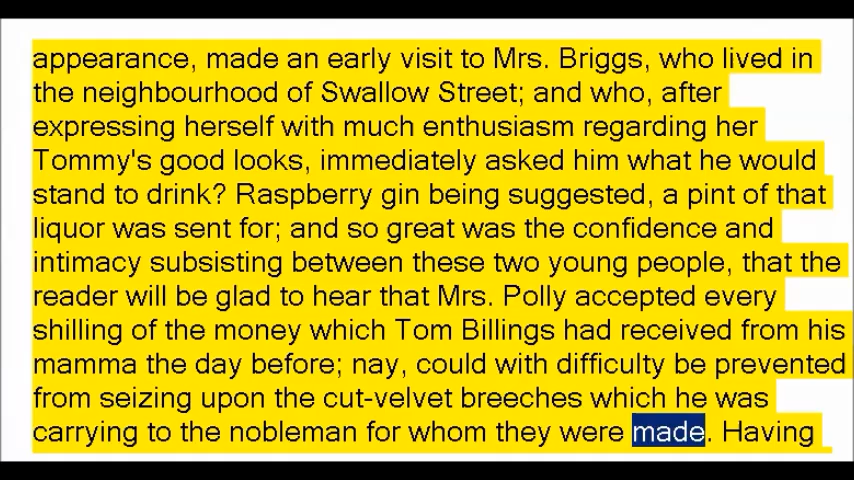 appearance, made an early visit to Mrs. Briggs, who lived in
the neighbourhood of Swallow Street; and who, after
expressing herself with much enthusiasm regarding her
Tommy's good looks, immediately asked him what he would
stand to drink? Raspberry gin being suggested, a pint of that
liquor was sent for; and so great was the confidence and
intimacy subsisting between these two young people, that the
reader will be glad to hear that Mrs. Polly accepted every
shilling of the money which Tom Billings had received from his
mamma the day before; nay, could with difficulty be prevented
from seizing upon the cut-velvet breeches which he was
carrying to the nobleman for whom they were made. Having